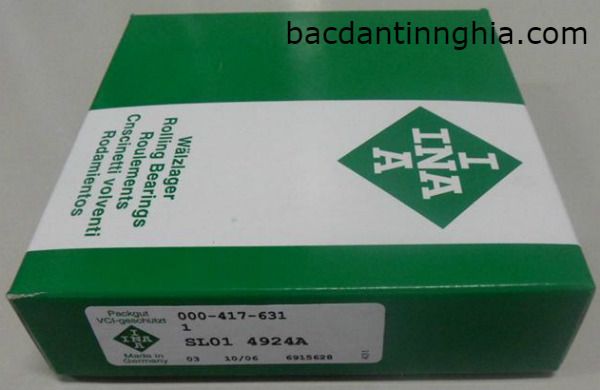 bacdantinnghia.com
I
INA
A
Wälzlager
Rolling Bearings
Roulements
Cuscinetti volventi
Rodamientos
Packgut
VCI-geschützt
I
INA
A
Made in
Germany
000-417-631
1
SL01 4924A
03 10/06 6915628